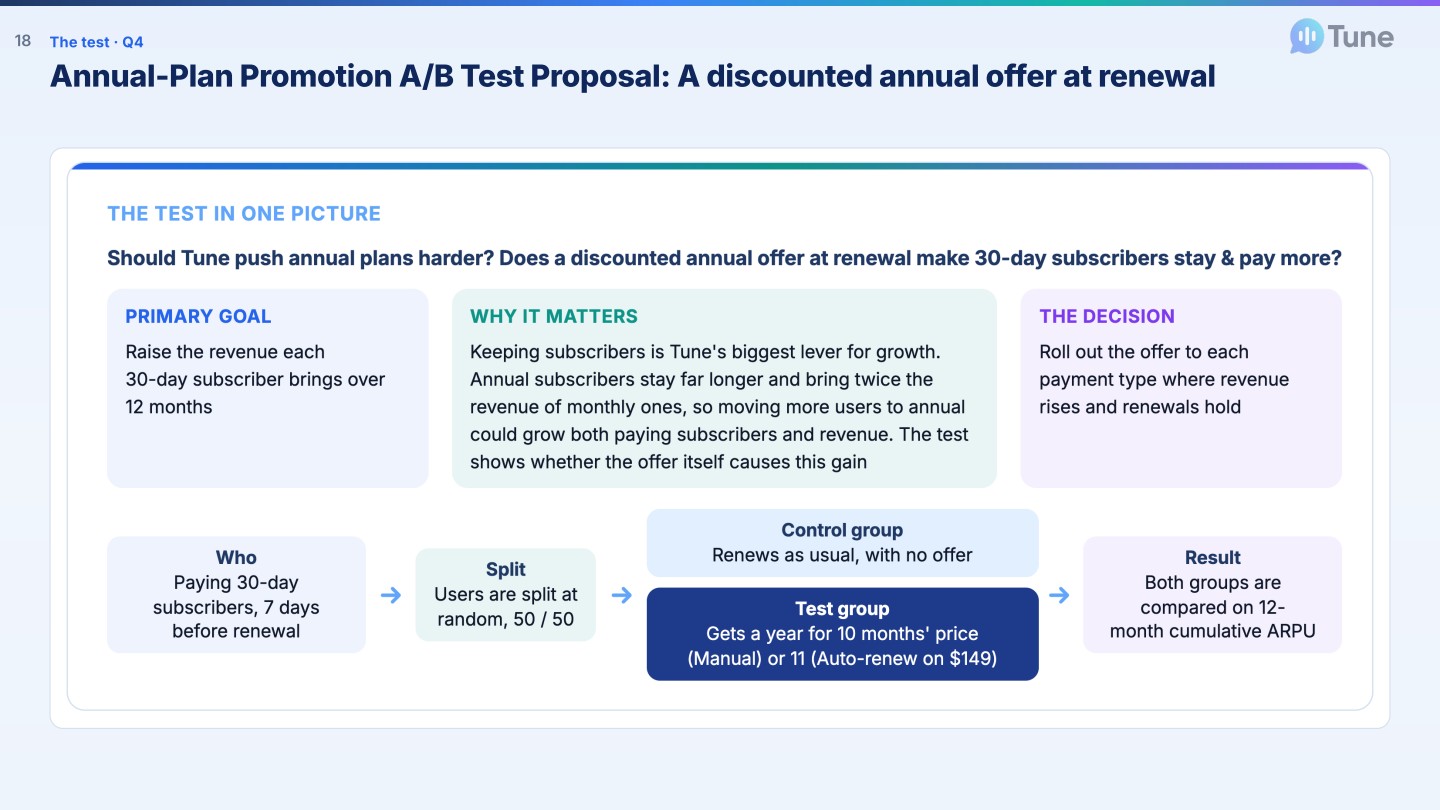 18
The test · Q4
Tune
Annual-Plan Promotion A/B Test Proposal: A discounted annual offer at renewal
THE TEST IN ONE PICTURE
Should Tune push annual plans harder? Does a discounted annual offer at renewal make 30-day subscribers stay & pay more?
PRIMARY GOAL
Raise the revenue each
30-day subscriber brings over
12 months
WHY IT MATTERS
Keeping subscribers is Tune's biggest lever for growth.
Annual subscribers stay far longer and bring twice the
revenue of monthly ones, so moving more users to annual
could grow both paying subscribers and revenue. The test
shows whether the offer itself causes this gain
THE DECISION
Roll out the offer to each
payment type where revenue
rises and renewals hold
Who
Paying 30-day
subscribers, 7 days
before renewal
Split
Users are split at
random, 50 / 50
Control group
Renews as usual, with no offer
Test group
Gets a year for 10 months' price
(Manual) or 11 (Auto-renew on $149)
Result
Both groups are
compared on 12-
month cumulative ARPU